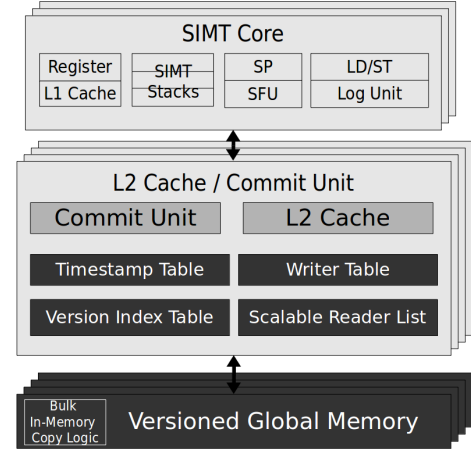 SIMT Core
Register
L1 Cache
SIMT
Stacks
SP
SFU
LD/ST
Log Unit
L2 Cache / Commit Unit
Commit Unit
L2 Cache
Timestamp Table
Writer Table
Version Index Table
Scalable Reader List
Bulk
In-Memory
Copy Logic
Versioned Global Memory